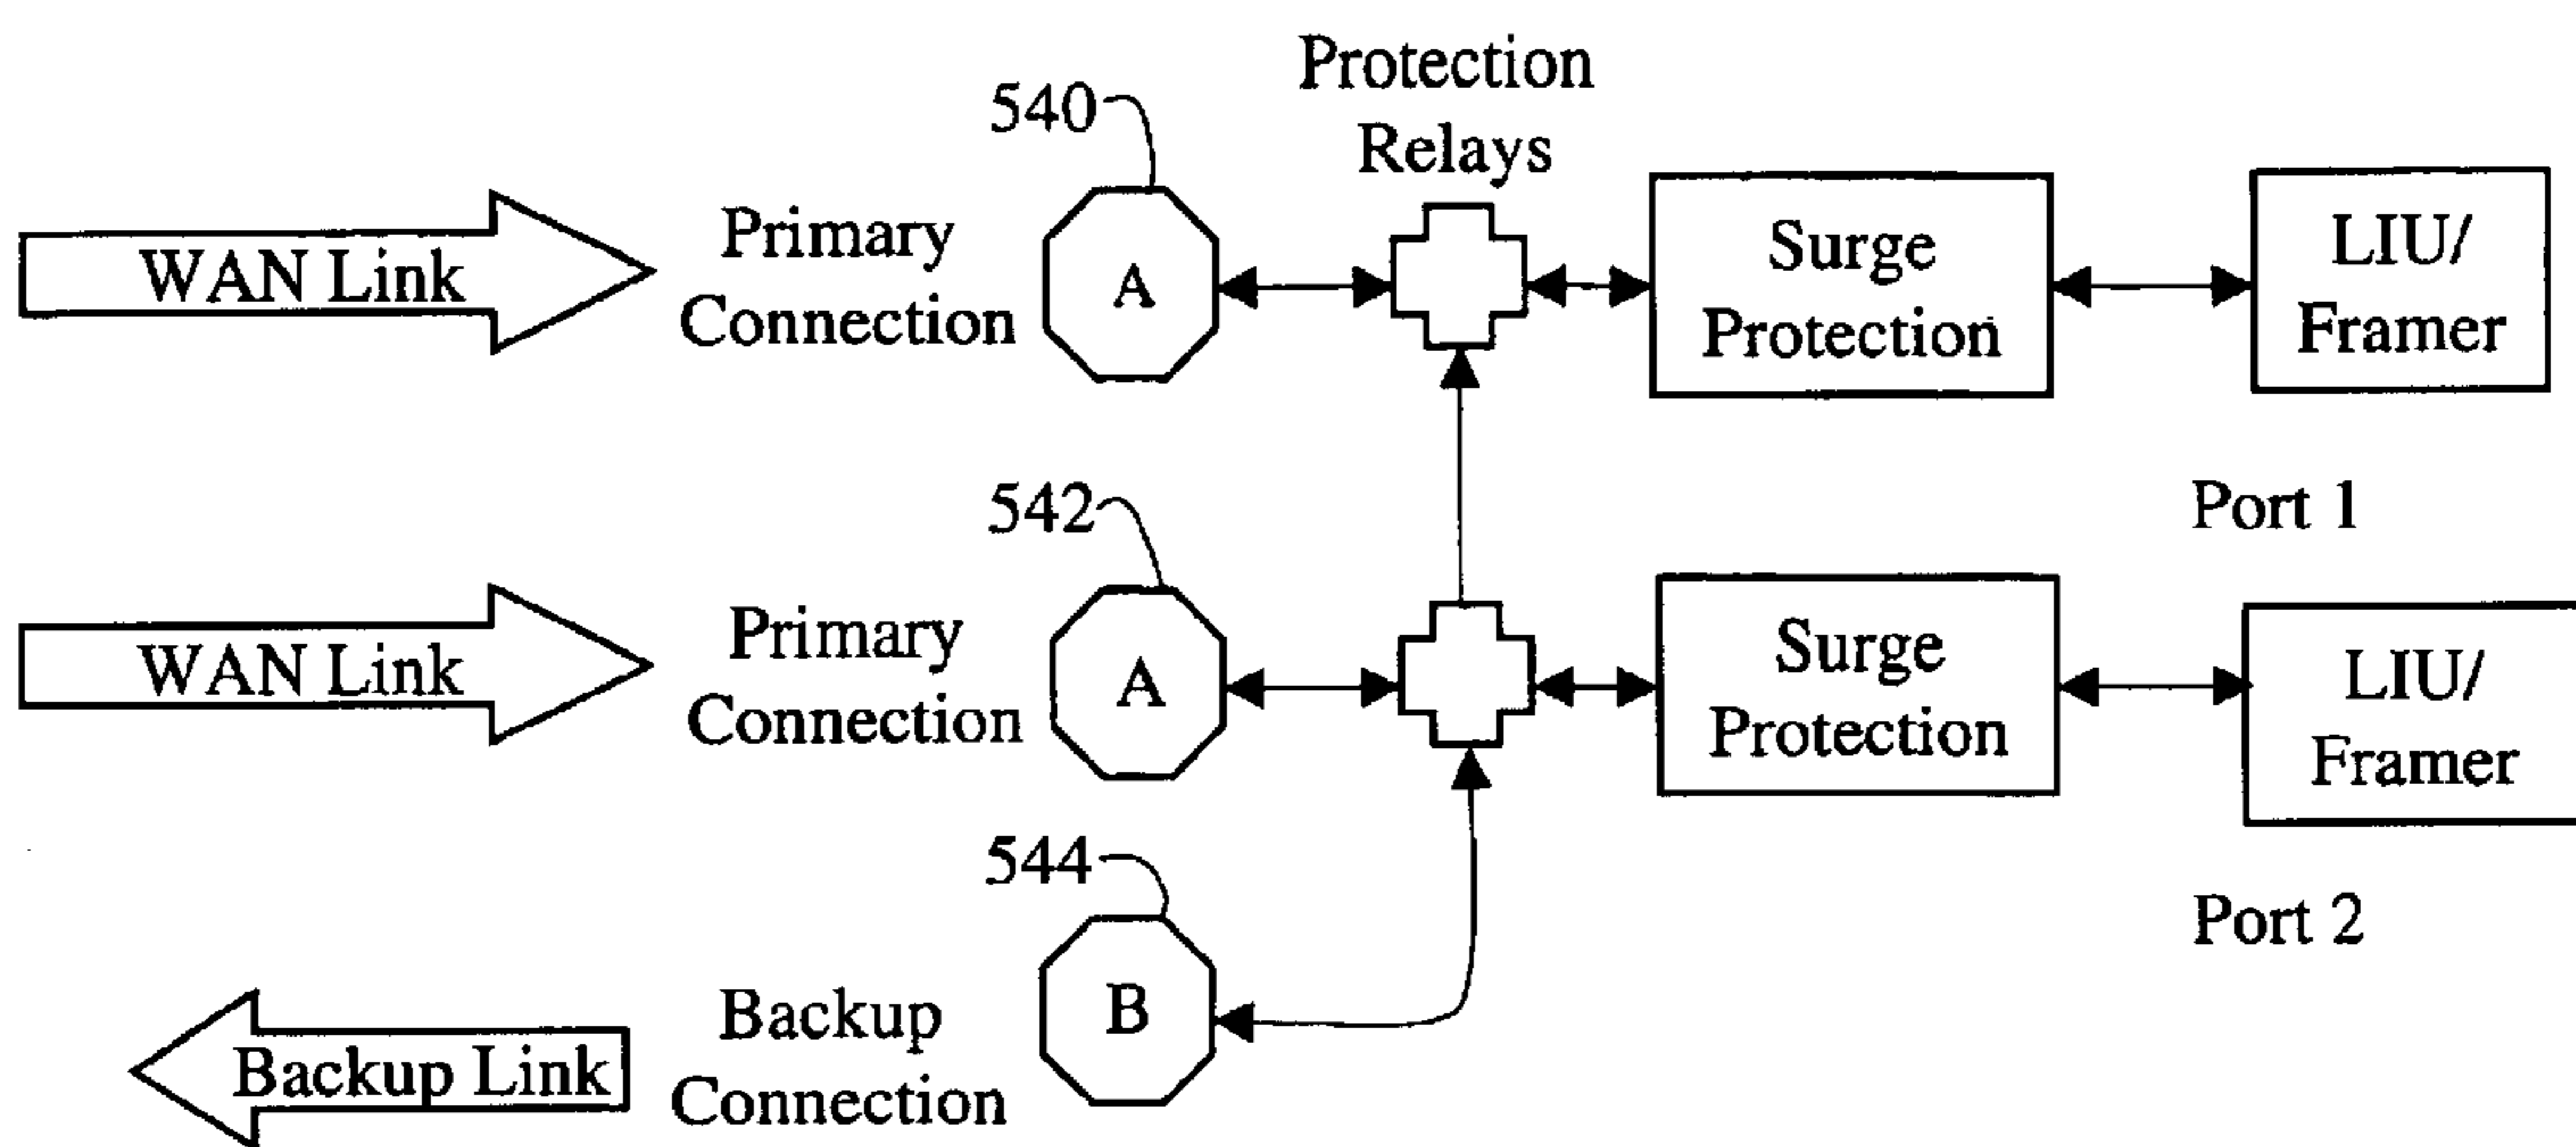 Protection
Relays
540
WAN Link
Primary
Connection
A
Surge
Protection
LIU/
Framer
Port 1
542
WAN Link
Primary
Connection
A
Surge
Protection
LIU/
Framer
Port 2
544
Backup Link
Backup
Connection
B